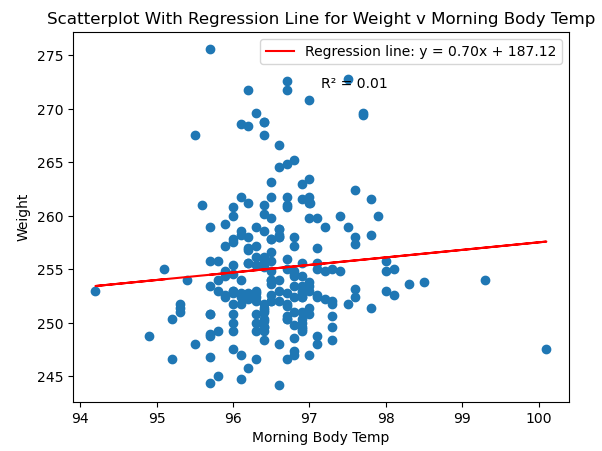 Scatterplot With Regression Line for Weight v Morning Body Temp
Regression line: y = 0.70x + 187.12
R² = 0.01
275
270
265
260
255
250
245
Weight
94
95
96
97
98
99
100
Morning Body Temp